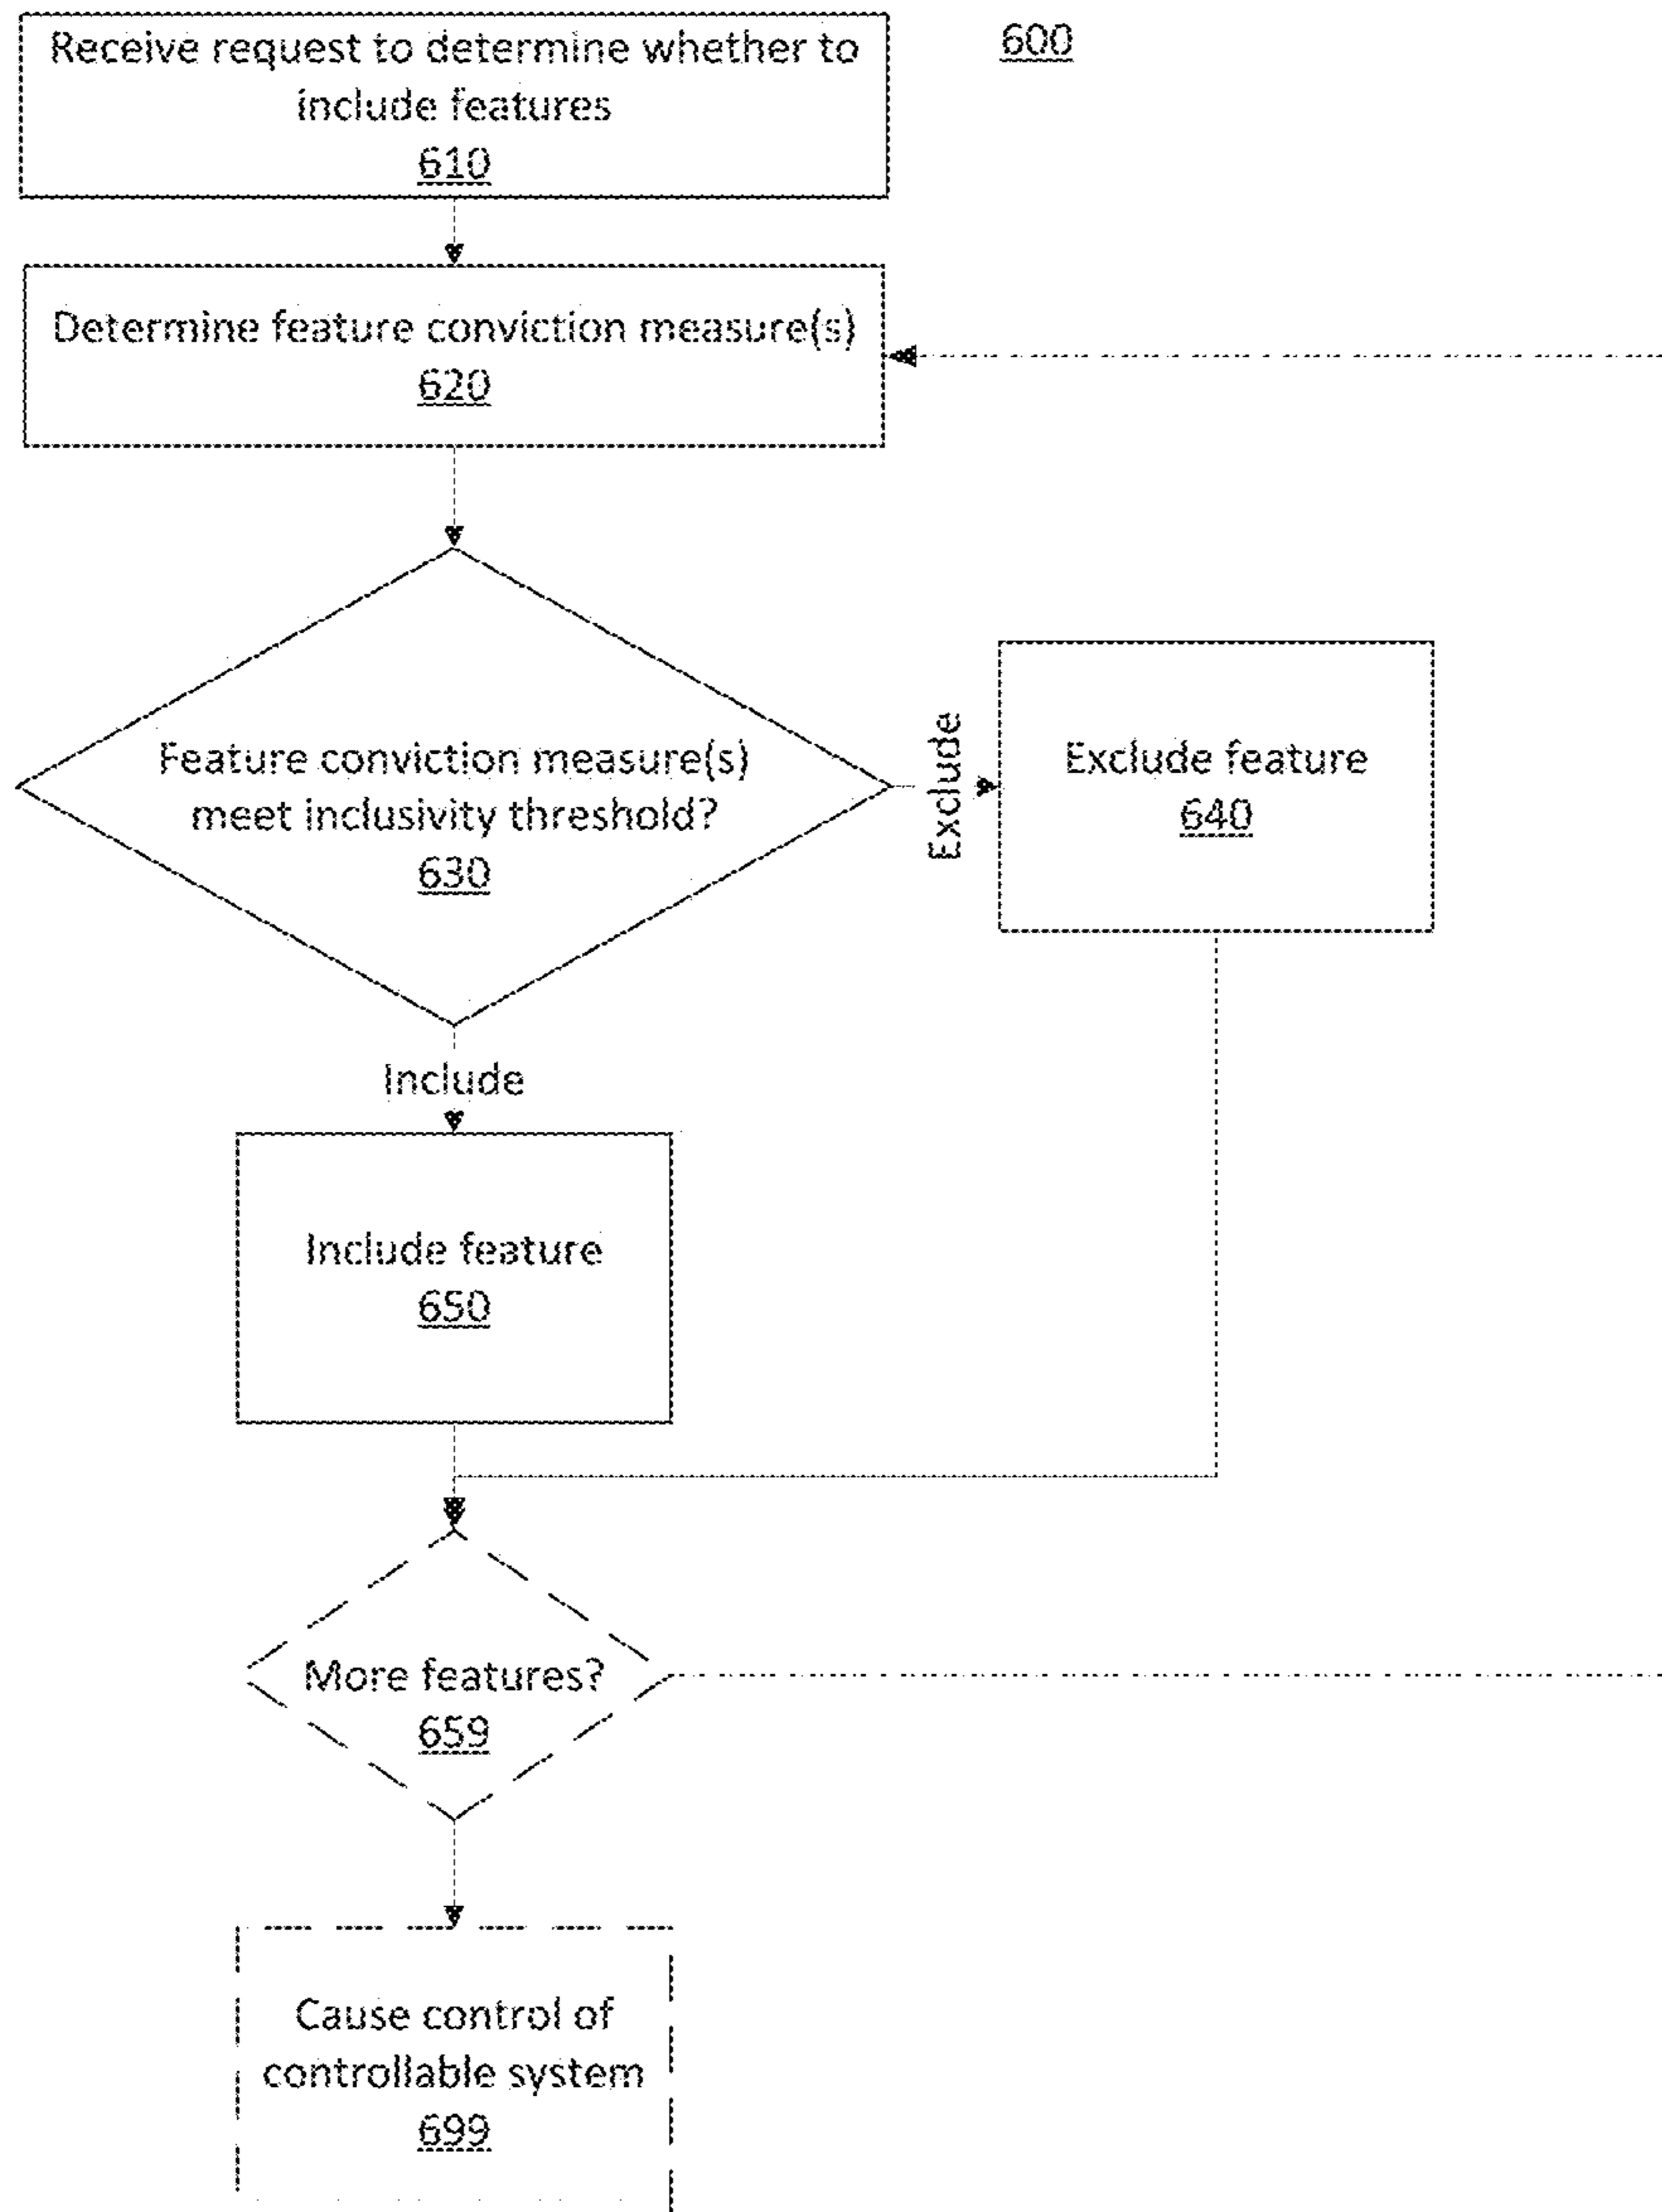 600
Receive request to determine whether to
include features
610
Determine feature conviction measure(s)
620
Feature conviction measure(s)
meet inclusivity threshold?
630
Exclude
Exclude feature
640
Include
Include feature
650
More features?
659
Cause control of
controllable system
699